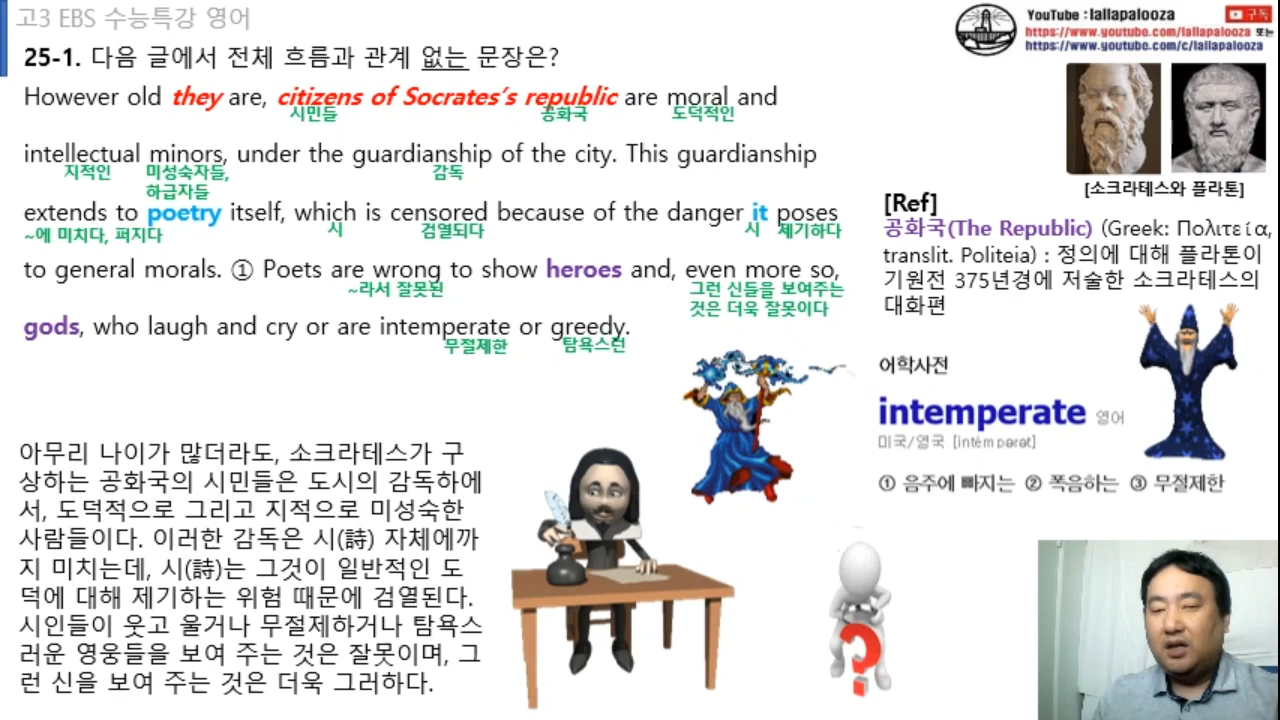 고3 EBS 수능특강 영어
YouTube : lallapalooza
구독
https://www.youtube.com/lallapalooza 또는
https://www.youtube.com/c/lallapalooza
25-1. 다음 글에서 전체 흐름과 관계 없는 문장은?
However old they are, citizens of Socrates's republic are moral and
시민들 공화국 도덕적인
intellectual minors, under the guardianship of the city. This guardianship
지적인 미성숙자들, 감독
하급자들
extends to poetry itself, which is censored because of the danger it poses
~에 미치다, 퍼지다 시 검열되다 시 제기하다
to general morals. ① Poets are wrong to show heroes and, even more so,
~라서 잘못된 그런 신들을 보여주는
것은 더욱 잘못이다
gods, who laugh and cry or are intemperate or greedy.
무절제한 탐욕스런
[소크라테스와 플라톤]
[Ref]
공화국(The Republic) (Greek: Πολιτεία,
translit. Politeia) : 정의에 대해 플라톤이
기원전 375년경에 저술한 소크라테스의
대화편
어학사전
intemperate 영어
미국/영국 [intémpərət]
① 음주에 빠지는 ② 폭음하는 ③ 무절제한
아무리 나이가 많더라도, 소크라테스가 구
상하는 공화국의 시민들은 도시의 감독하에
서, 도덕적으로 그리고 지적으로 미성숙한
사람들이다. 이러한 감독은 시(詩) 자체에까
지 미치는데, 시(詩)는 그것이 일반적인 도
덕에 대해 제기하는 위험 때문에 검열된다.
시인들이 웃고 울거나 무절제하거나 탐욕스
러운 영웅들을 보여 주는 것은 잘못이며, 그
런 신을 보여 주는 것은 더욱 그러하다.